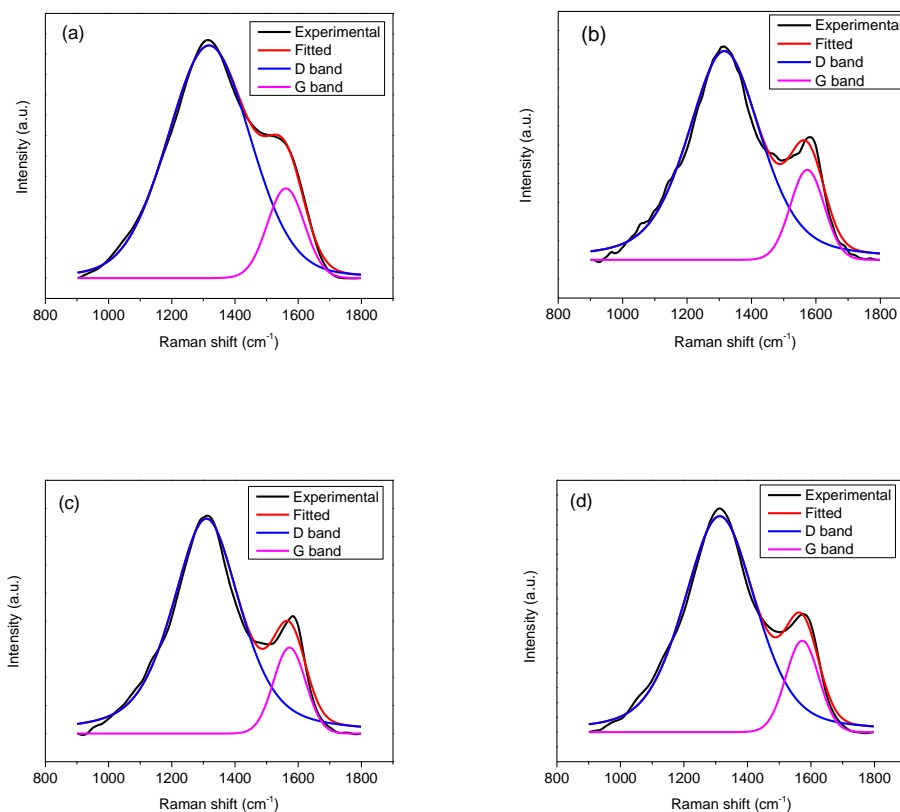 (a)
Experimental
Fitted
D band
G band
Intensity (a.u.)
800 1000 1200 1400 1600 1800
Raman shift (cm⁻¹)
(b)
Experimental
Fitted
D band
G band
Intensity (a.u.)
800 1000 1200 1400 1600 1800
Raman shift (cm⁻¹)
(c)
Experimental
Fitted
D band
G band
Intensity (a.u.)
800 1000 1200 1400 1600 1800
Raman shift (cm⁻¹)
(d)
Experimental
Fitted
D band
G band
Intensity (a.u.)
800 1000 1200 1400 1600 1800
Raman shift (cm⁻¹)